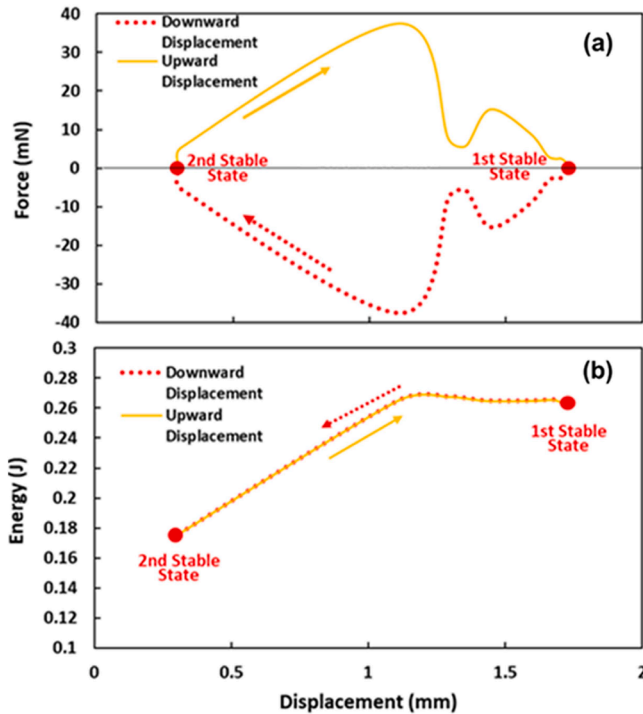 40
30
20
10
0
-10
-20
-30
-40
Force (mN)
Downward
Displacement
Upward
Displacement
(a)
2nd Stable
State
1st Stable
State
0.3
0.28
0.26
0.24
0.22
0.2
0.18
0.16
0.14
0.12
0.1
Energy (J)
Downward
Displacement
Upward
Displacement
(b)
1st Stable
State
2nd Stable
State
0
0.5
1
1.5
2
Displacement (mm)